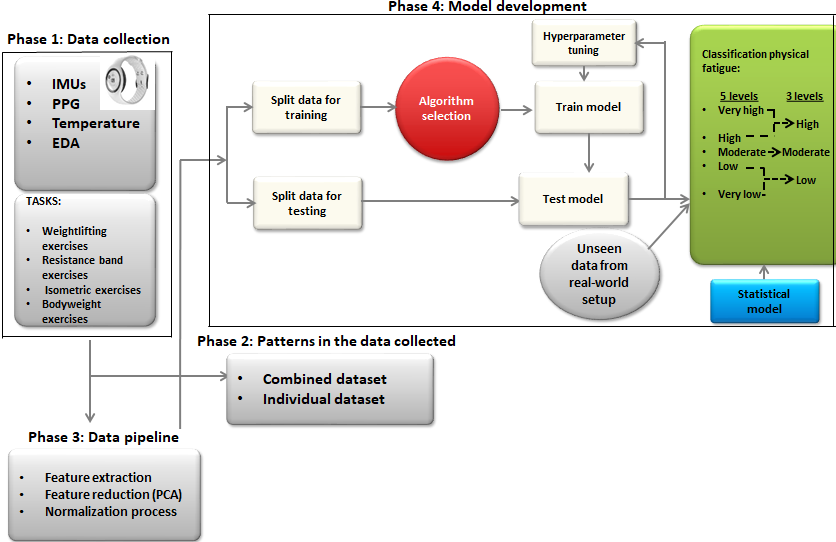 Phase 4: Model development
Phase 1: Data collection
• IMUs
• PPG
• Temperature
• EDA
TASKS:
• Weightlifting
exercises
• Resistance band
exercises
• Isometric exercises
• Bodyweight
exercises
Split data for
training
Split data for
testing
Algorithm
selection
Hyperparameter
tuning
Train model
Test model
Unseen
data from
real-world
setup
Classification physical
fatigue:
5 levels 3 levels
• Very high
High
• High
• Moderate Moderate
• Low
Low
• Very low
Statistical
model
Phase 2: Patterns in the data collected
• Combined dataset
• Individual dataset
Phase 3: Data pipeline
• Feature extraction
• Feature reduction (PCA)
• Normalization process